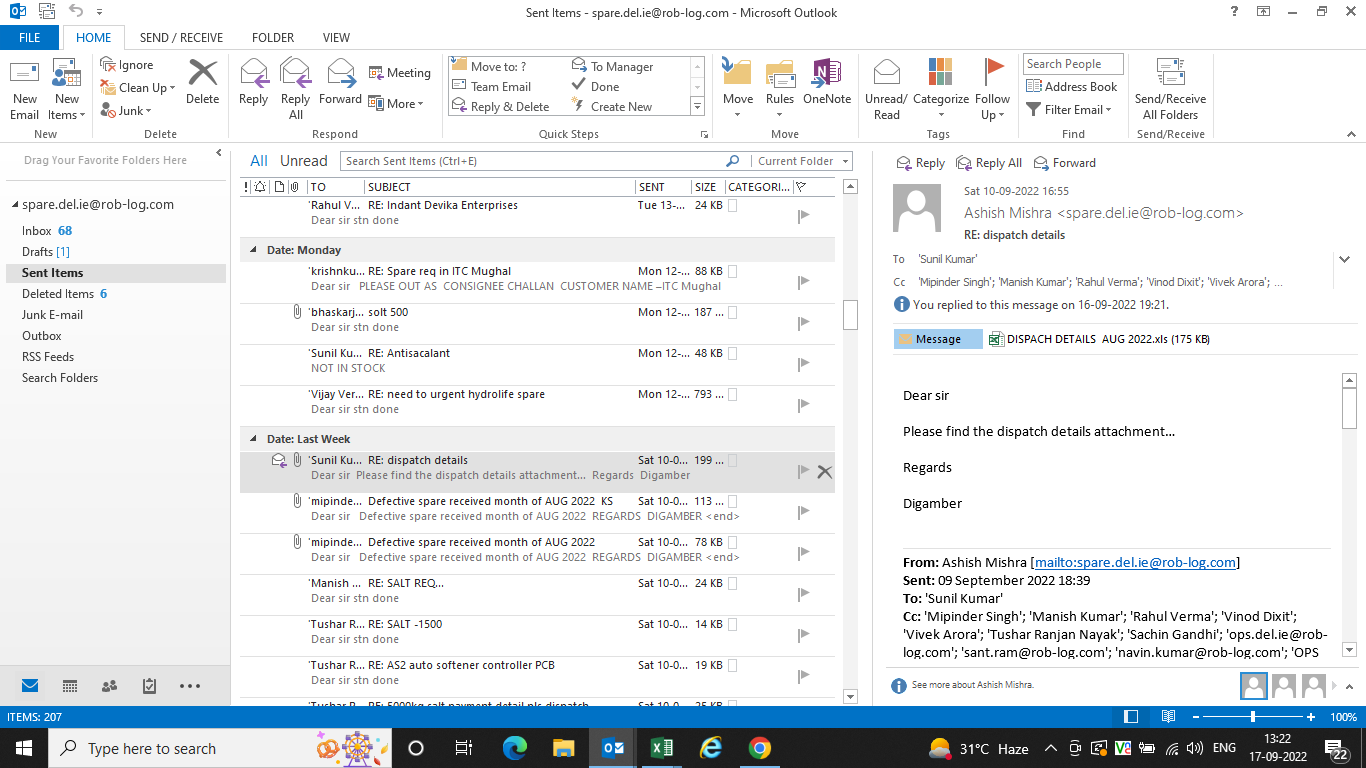 Sent Items - spare.del.ie@rob-log.com - Microsoft Outlook
FILE HOME SEND / RECEIVE FOLDER VIEW
New Email
New Items
New
Ignore
Clean Up
Junk
Delete
Delete
Reply
Reply All
Forward
Meeting
More
Respond
Move to: ?
Team Email
Reply & Delete
To Manager
Done
Create New
Quick Steps
Move
Rules
OneNote
Move
Unread/ Read
Categorize
Follow Up
Tags
Search People
Address Book
Filter Email
Find
Send/Receive All Folders
Send/Receive
Drag Your Favorite Folders Here
spare.del.ie@rob-log.com
Inbox 68
Drafts [1]
Sent Items
Deleted Items 6
Junk E-mail
Outbox
RSS Feeds
Search Folders
All Unread
Search Sent Items (Ctrl+E)
Current Folder
TO SUBJECT SENT SIZE CATEGORI...
'Rahul V... RE: Indant Devika Enterprises Tue 13-... 24 KB
Dear sir stn done
Date: Monday
'krishnku... RE: Spare req in ITC Mughal Mon 12-... 88 KB
Dear sir PLEASE OUT AS CONSIGNEE CHALLAN CUSTOMER NAME –ITC Mughal
'bhaskarj... solt 500 Mon 12-... 187 ...
Dear sir stn done
'Sunil Ku... RE: Antisacalant Mon 12-... 48 KB
NOT IN STOCK
'Vijay Ver... RE: need to urgent hydrolife spare Mon 12-... 793 ...
Dear sir stn done
Date: Last Week
'Sunil Ku... RE: dispatch details Sat 10-0... 199 ...
Dear sir Please find the dispatch details attachment... Regards Digamber
'mipinde... Defective spare received month of AUG 2022 KS Sat 10-0... 113 ...
Dear sir Defective spare received month of AUG 2022 REGARDS DIGAMBER <end>
'mipinde... Defective spare received month of AUG 2022 Sat 10-0... 78 KB
Dear sir Defective spare received month of AUG 2022 REGARDS DIGAMBER <end>
'Manish ... RE: SALT REQ... Sat 10-0... 24 KB
Dear sir stn done
'Tushar R... RE: SALT -1500 Sat 10-0... 14 KB
Dear sir stn done
'Tushar R... RE: AS2 auto softener controller PCB Sat 10-0... 19 KB
Dear sir stn done
'Tushar R... RE: 5000kg salt payment detail pls dispatch Sat 10-0... 25 KB
Reply Reply All Forward
Sat 10-09-2022 16:55
Ashish Mishra <spare.del.ie@rob-log.com>
RE: dispatch details
To 'Sunil Kumar'
Cc 'Mipinder Singh'; 'Manish Kumar'; 'Rahul Verma'; 'Vinod Dixit'; 'Vivek Arora'; ...
You replied to this message on 16-09-2022 19:21.
Message DISPACH DETAILS AUG 2022.xls (175 KB)
Dear sir
Please find the dispatch details attachment...
Regards
Digamber
From: Ashish Mishra [mailto:spare.del.ie@rob-log.com]
Sent: 09 September 2022 18:39
To: 'Sunil Kumar'
Cc: 'Mipinder Singh'; 'Manish Kumar'; 'Rahul Verma'; 'Vinod Dixit';
'Vivek Arora'; 'Tushar Ranjan Nayak'; 'Sachin Gandhi'; 'ops.del.ie@rob-
log.com'; 'sant.ram@rob-log.com'; 'navin.kumar@rob-log.com'; 'OPS
See more about Ashish Mishra.
ITEMS: 207
100%
Type here to search
31°C Haze
ENG
13:22
17-09-2022
22